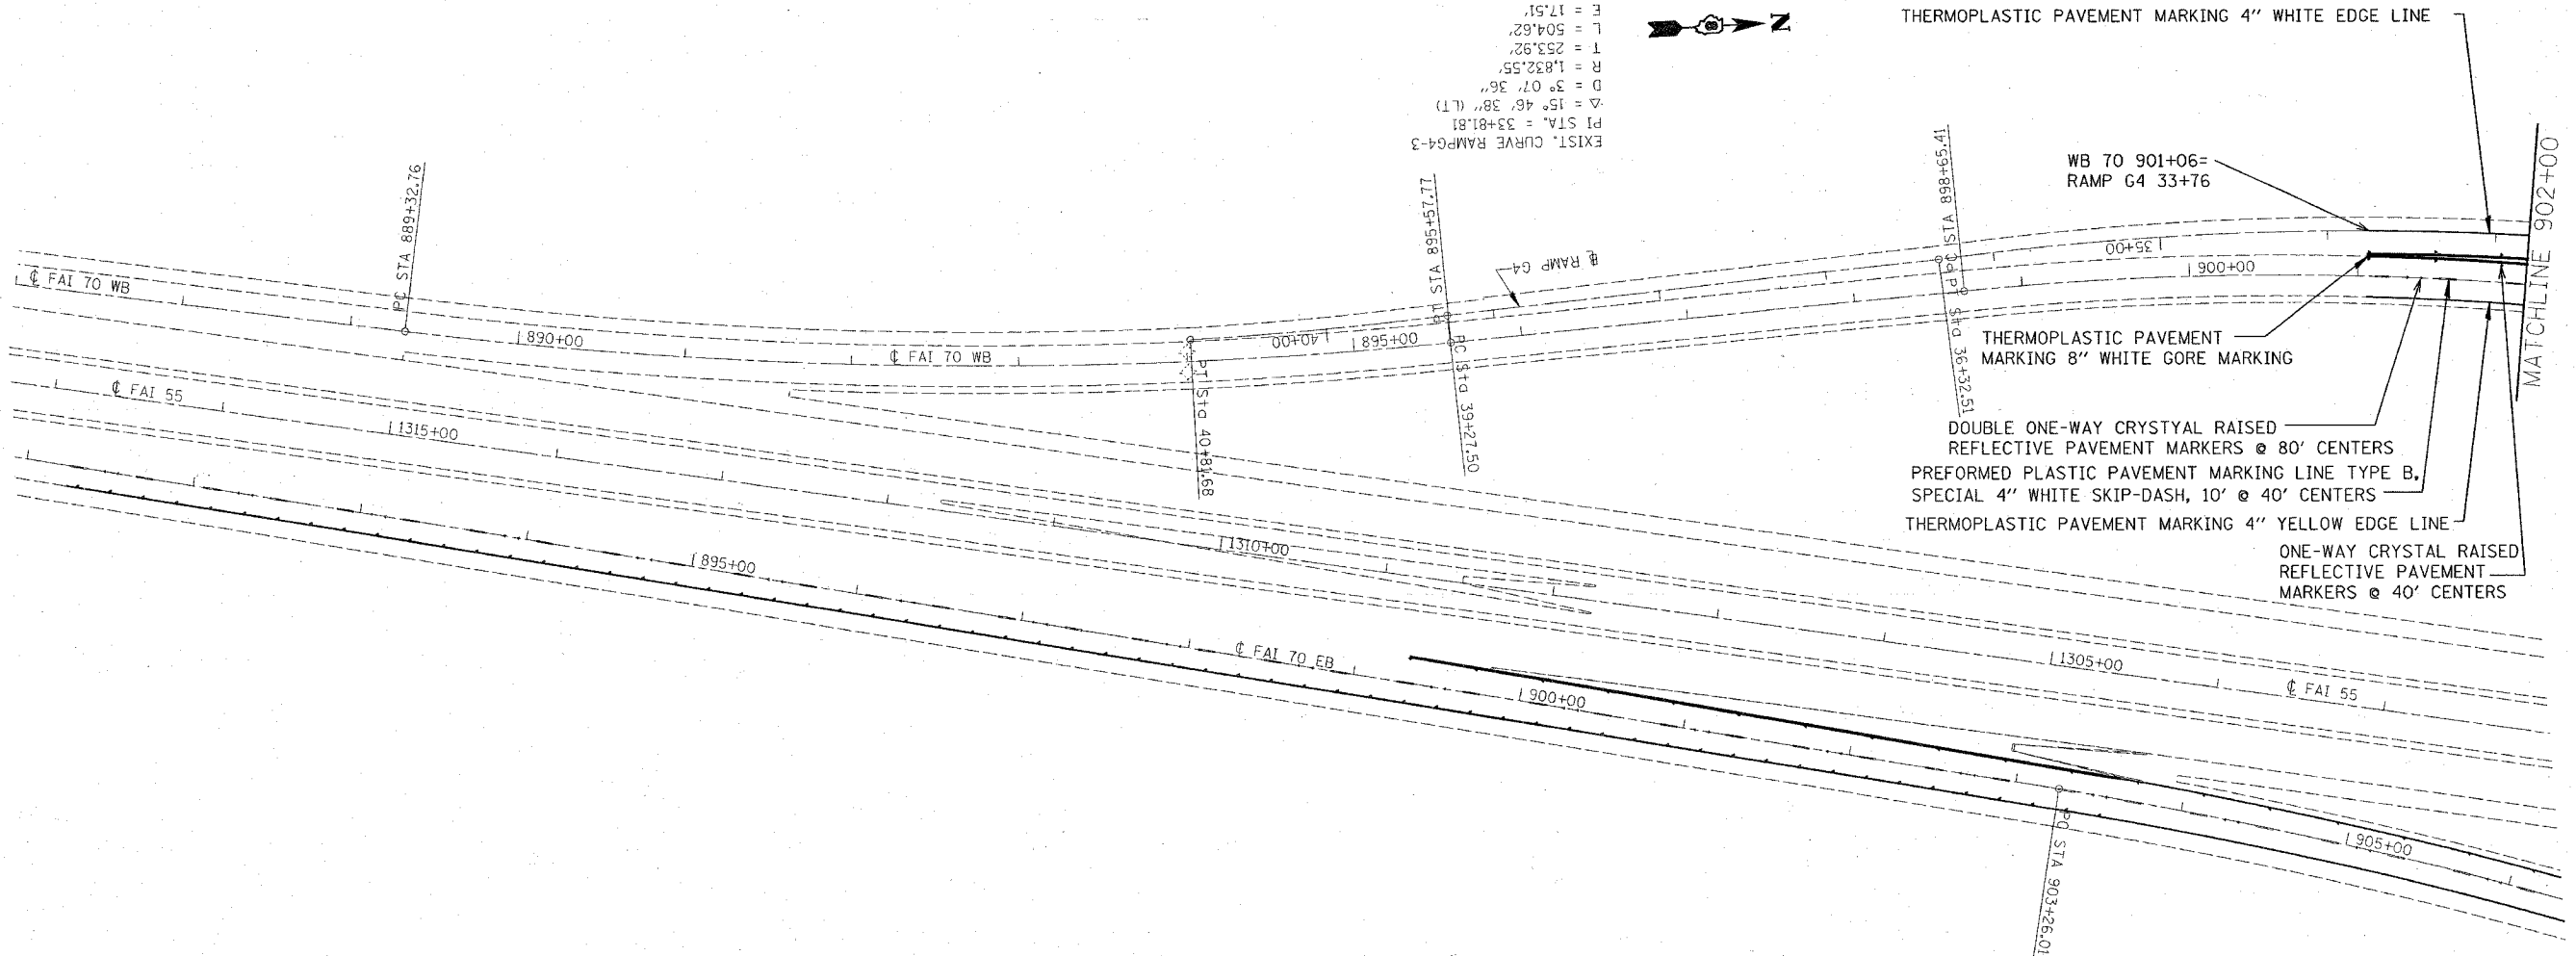 EXIST. CURVE RAMPG4-3
PI STA. = 33+81.81
△ = 15° 46' 38" (LT)
D = 3° 07' 36"
R = 1,832.55'
T = 253.92'
L = 504.62'
E = 17.51'
N
THERMOPLASTIC PAVEMENT MARKING 4" WHITE EDGE LINE
WB 70 901+06=
RAMP G4 33+76
MATCHLINE 902+00
PC STA 889+32.76
PT STA 895+57.77
PC STA 898+65.41
℄ FAI 70 WB
890+00
℄ FAI 70 WB
40+00
895+00
℄ RAMP G4
35+00
900+00
PT Sta 40+81.68
PC Sta 39+27.50
PT Sta 36+32.51
THERMOPLASTIC PAVEMENT
MARKING 8" WHITE GORE MARKING
DOUBLE ONE-WAY CRYSTYAL RAISED
REFLECTIVE PAVEMENT MARKERS @ 80' CENTERS
PREFORMED PLASTIC PAVEMENT MARKING LINE TYPE B,
SPECIAL 4" WHITE SKIP-DASH, 10' @ 40' CENTERS
THERMOPLASTIC PAVEMENT MARKING 4" YELLOW EDGE LINE
ONE-WAY CRYSTAL RAISED
REFLECTIVE PAVEMENT
MARKERS @ 40' CENTERS
℄ FAI 55
1315+00
1310+00
1305+00
℄ FAI 55
895+00
℄ FAI 70 EB
900+00
905+00
PC STA 903+26.01